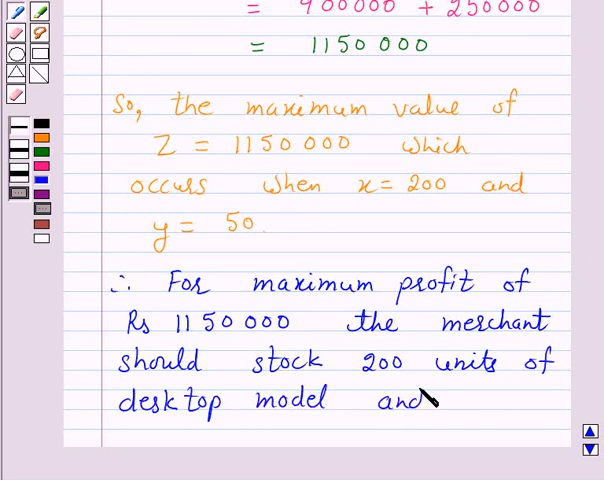 = 900000 + 250000
= 1150 000
So, the maximum value of
Z = 1150 000 which
occurs when x = 200 and
y = 50.
∴ For maximum profit of
Rs 1150 000 the merchant
should stock 200 units of
desktop model and